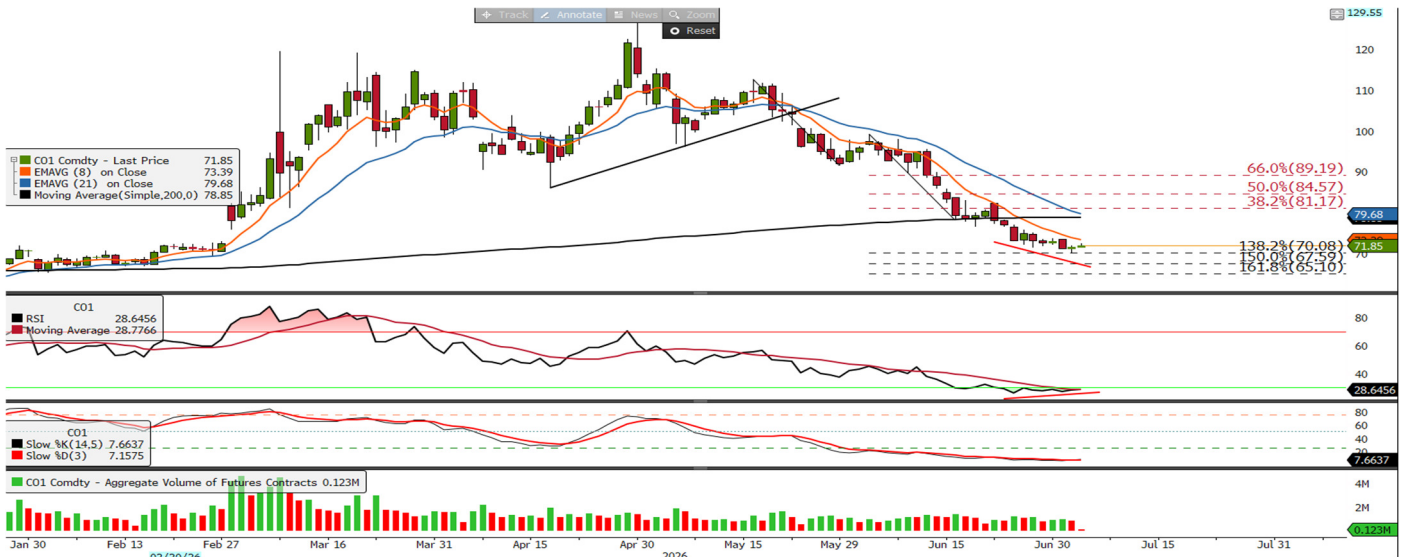 Track Annotate News Zoom
Reset
129.55
120
110
100
90
70
CO1 Comdty - Last Price 71.85
EMAVG (8) on Close 73.39
EMAVG (21) on Close 79.68
Moving Average(Simple,200,0) 78.85
66.0%(89.19)
50.0%(84.57)
38.2%(81.17)
79.68
71.85
138.2%(70.08)
150.0%(67.59)
161.8%(65.10)
CO1
RSI 28.6456
Moving Average 28.7766
80
60
40
28.6456
CO1
Slow %K(14,5) 7.6637
Slow %D(3) 7.1575
80
60
40
7.6637
CO1 Comdty - Aggregate Volume of Futures Contracts 0.123M
4M
2M
0.123M
Jan 30 Feb 13 Feb 27 Mar 16 Mar 31 Apr 15 Apr 30 May 15 May 29 Jun 15 Jun 30 Jul 15 Jul 31
2026